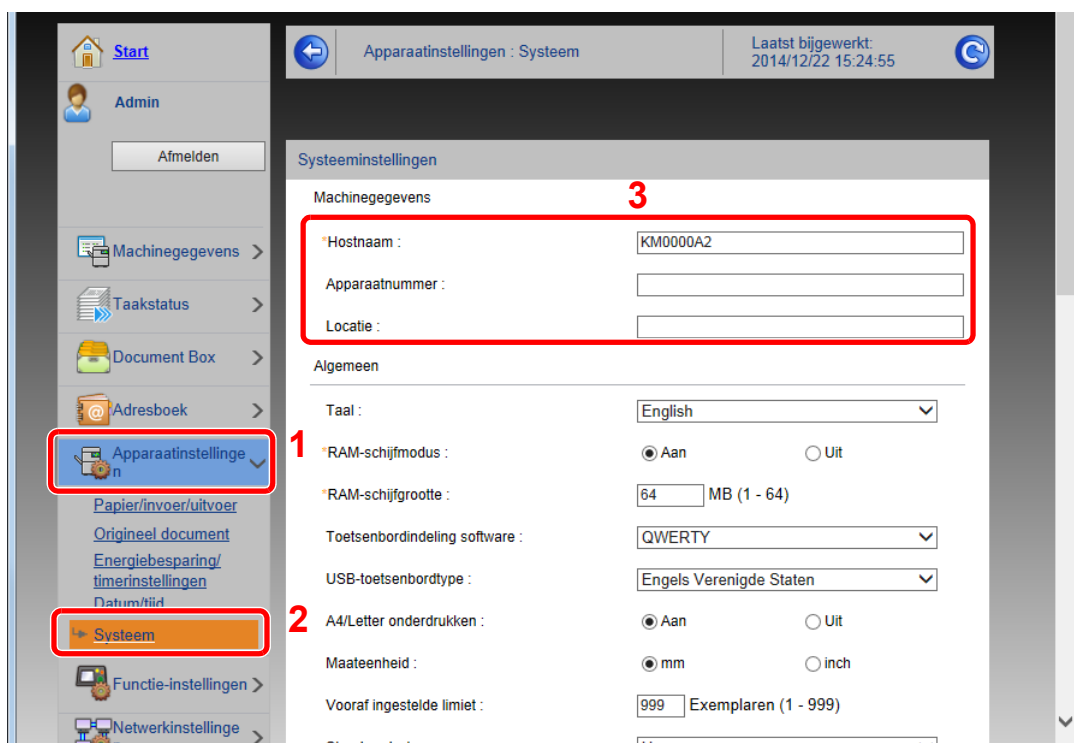 Start
Admin
Afmelden
Machinegegevens
Taakstatus
Document Box
Adresboek
1
Apparaatinstellinge
n
Papier/invoer/uitvoer
Origineel document
Energiebesparing/
timerinstellingen
Datum/tijd
2
Systeem
Functie-instellingen
Netwerkinstellinge
Apparaatinstellingen : Systeem
Laatst bijgewerkt:
2014/12/22 15:24:55
Systeeminstellingen
Machinegegevens
3
*Hostnaam : KM0000A2
Apparaatnummer :
Locatie :
Algemeen
Taal : English
*RAM-schijfmodus : Aan Uit
*RAM-schijfgrootte : 64 MB (1 - 64)
Toetsenbordindeling software : QWERTY
USB-toetsenbordtype : Engels Verenigde Staten
A4/Letter onderdrukken : Aan Uit
Maateenheid : mm inch
Vooraf ingestelde limiet : 999 Exemplaren (1 - 999)